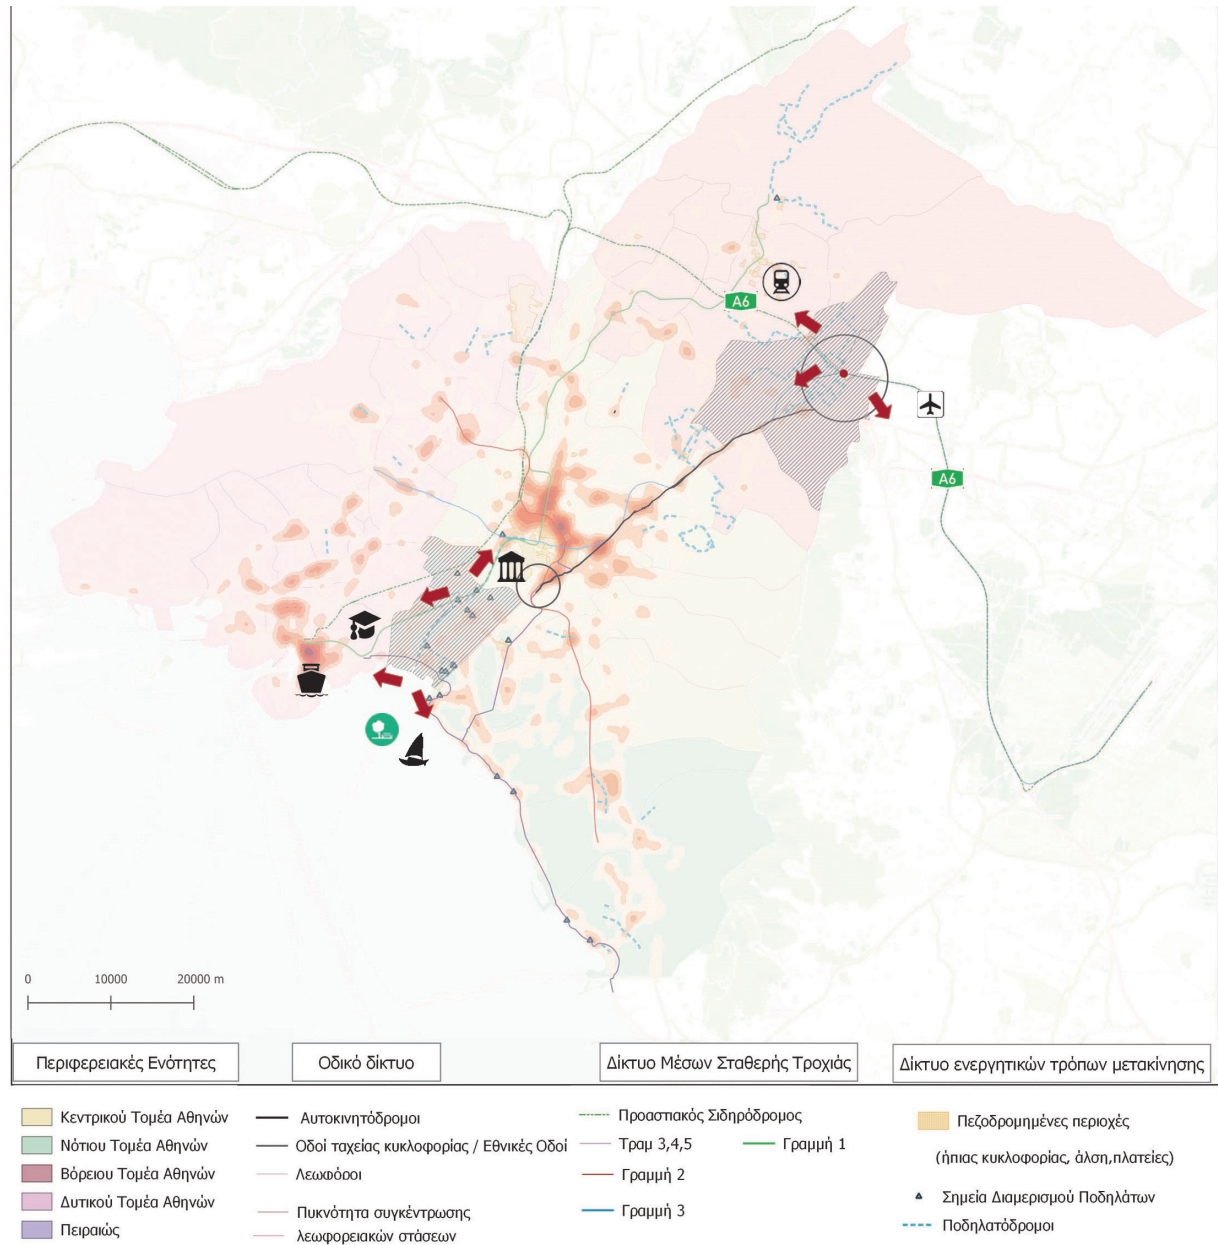 A6
A6
0 10000 20000 m
Περιφερειακές Ενότητες
Οδικό δίκτυο
Δίκτυο Μέσων Σταθερής Τροχιάς
Δίκτυο ενεργητικών τρόπων μετακίνησης
Κεντρικού Τομέα Αθηνών
Νότιου Τομέα Αθηνών
Βόρειου Τομέα Αθηνών
Δυτικού Τομέα Αθηνών
Πειραιώς
Αυτοκινητόδρομοι
Οδοί ταχείας κυκλοφορίας / Εθνικές Οδοί
Λεωφόροι
Πυκνότητα συγκέντρωσης
λεωφορειακών στάσεων
Προαστιακός Σιδηρόδρομος
Τραμ 3,4,5
Γραμμή 1
Γραμμή 2
Γραμμή 3
Πεζοδρομημένες περιοχές
(ήπιας κυκλοφορίας, άλση,πλατείες)
Σημεία Διαμερισμού Ποδηλάτων
Ποδηλατόδρομοι